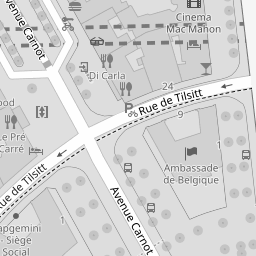 Avenue Carnot
Cinema
Mac Mahon
Di Carla
24
P
Rue de Tilsitt
9
ood
Le Pré
Carré
Ambassade
de Belgique
Rue de Tilsitt
1
1
Avenue Carnot
apgemini
- Siège
Social